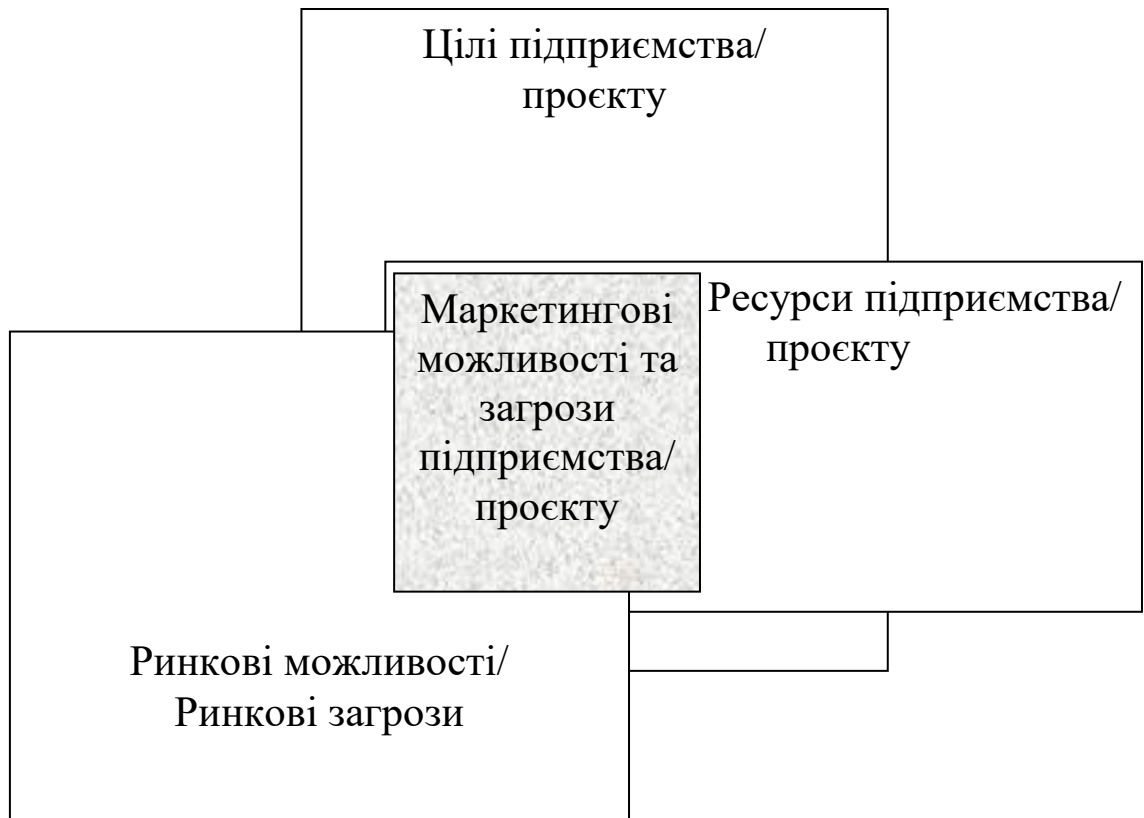 Цілі підприємства/
проєкту
Маркетингові
можливості та
загрози
підприємства/
проєкту
Ресурси підприємства/
проєкту
Ринкові можливості/
Ринкові загрози